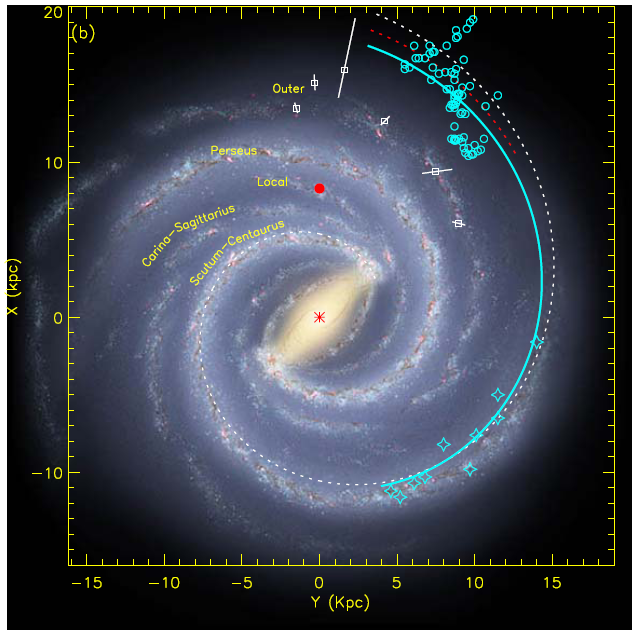 20
(b)
Outer
Perseus
10
Local
Carina-Sagittarius
Scutum-Centaurus
X (kpc)
0
-10
-15 -10 -5 0 5 10 15
Y (Kpc)